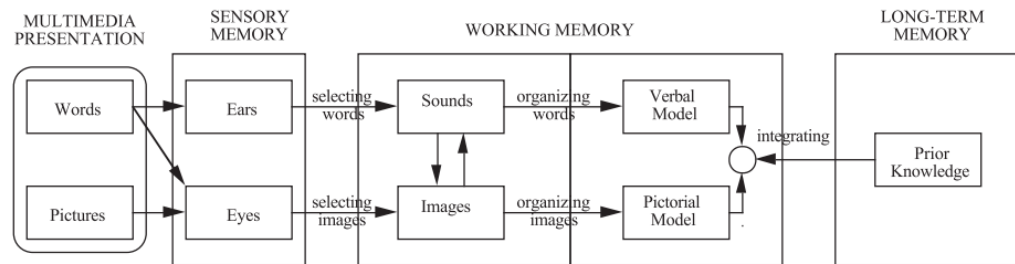 MULTIMEDIA
PRESENTATION
SENSORY
MEMORY
WORKING MEMORY
LONG-TERM
MEMORY
Words
Ears
selecting
words
Sounds
organizing
words
Verbal
Model
integrating
Prior
Knowledge
Pictures
Eyes
selecting
images
Images
organizing
images
Pictorial
Model